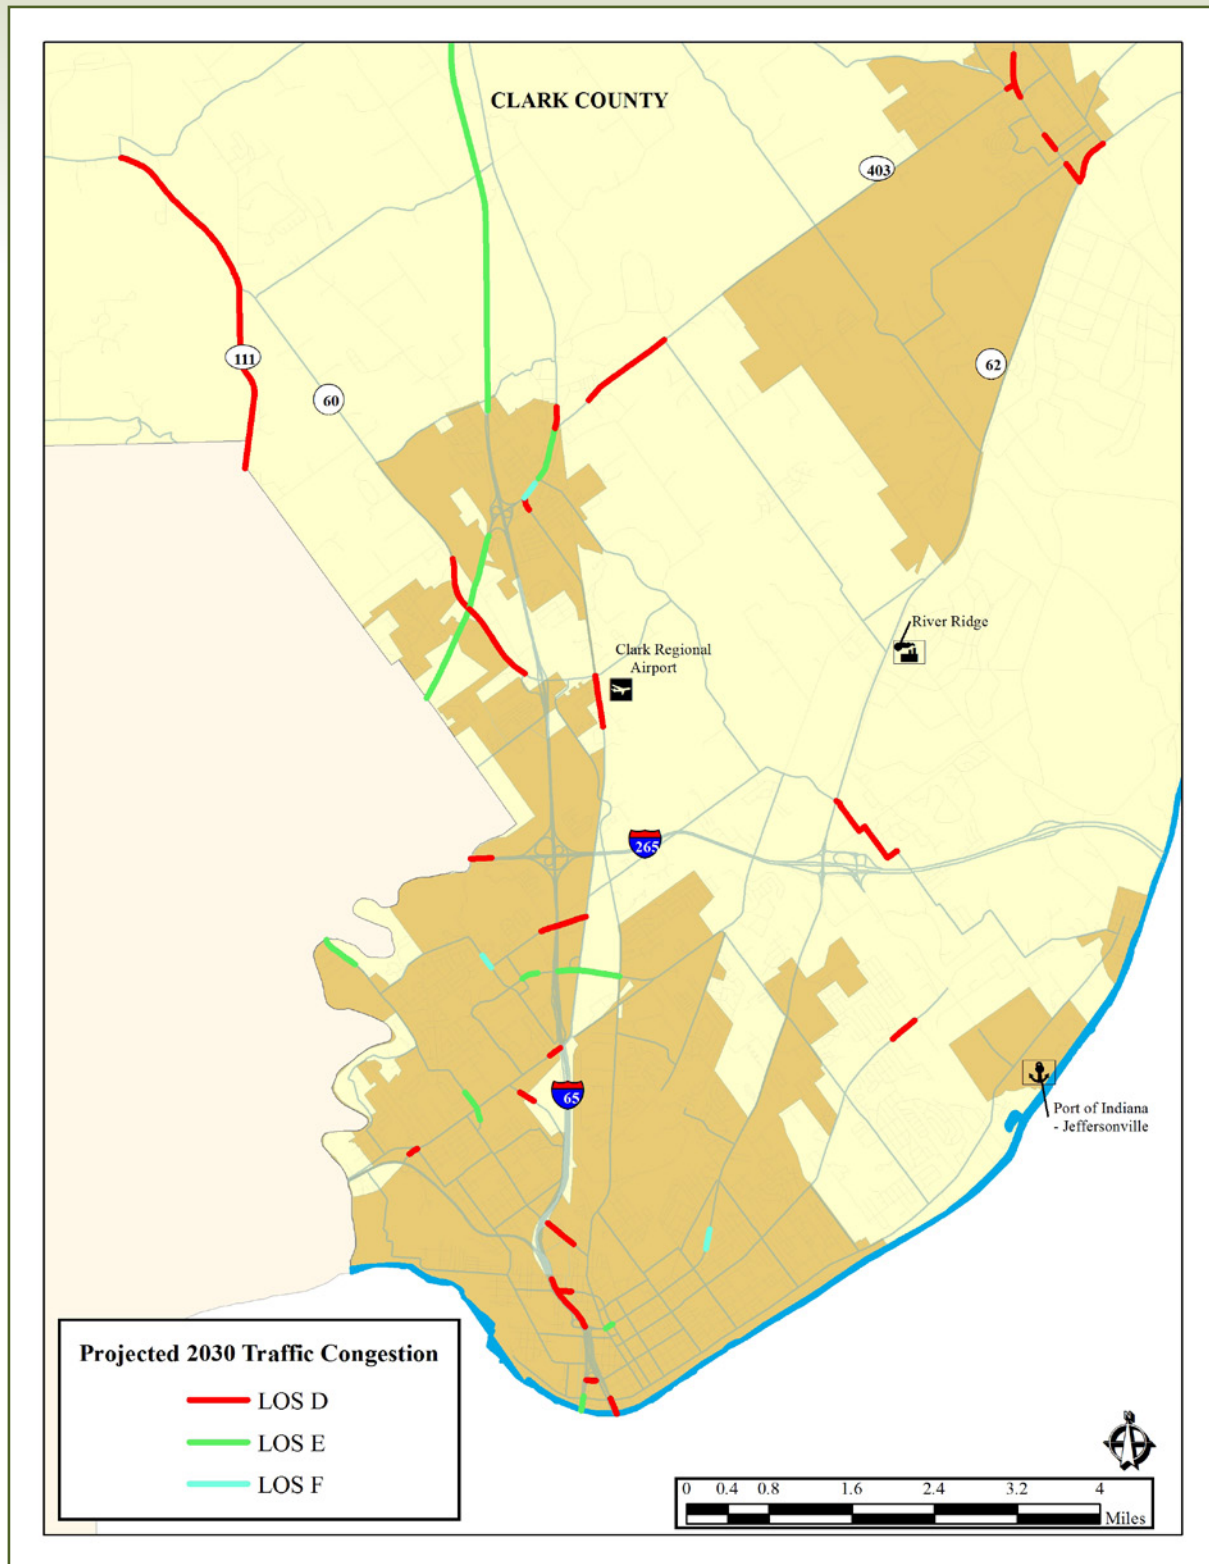 CLARK COUNTY
403
111
62
60
River Ridge
Clark Regional
Airport
265
65
Port of Indiana
- Jeffersonville
Projected 2030 Traffic Congestion
LOS D
LOS E
LOS F
N
0 0.4 0.8 1.6 2.4 3.2 4
Miles